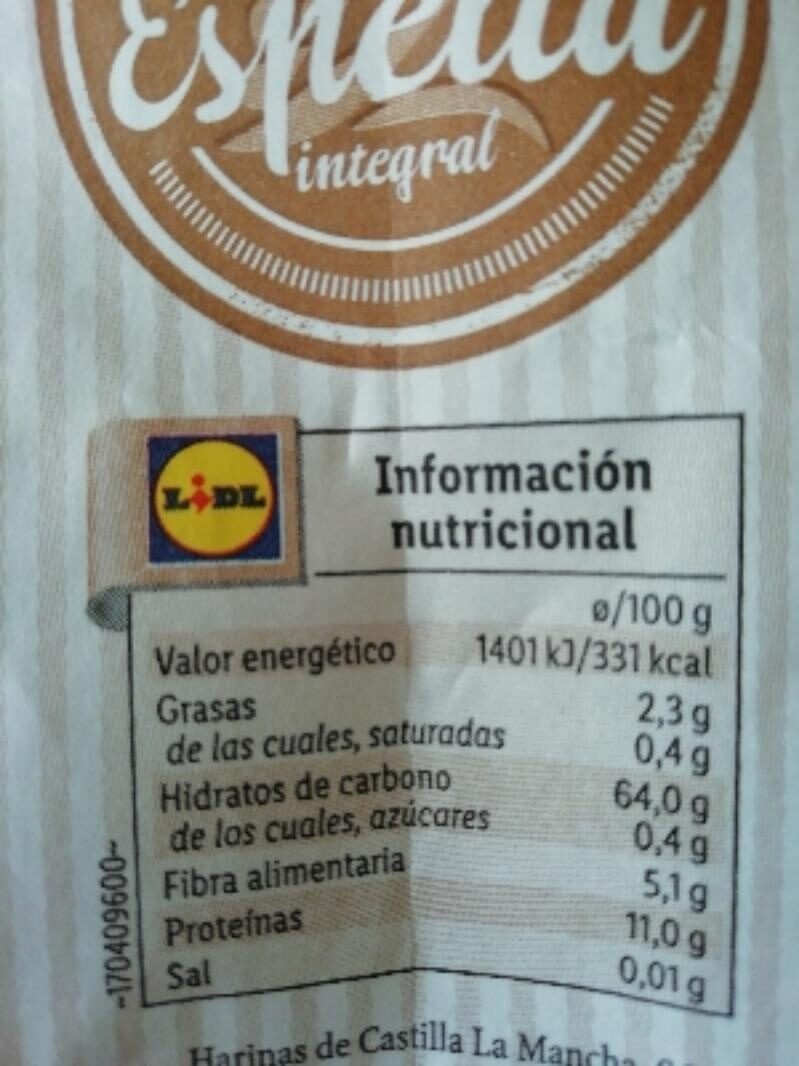 Espelta
integral
LIDL
Información
nutricional
ø/100 g
Valor energético 1401 kJ/331 kcal
Grasas 2,3 g
de las cuales, saturadas 0,4 g
Hidratos de carbono 64,0 g
de los cuales, azúcares 0,4 g
Fibra alimentaria 5,1 g
Proteínas 11,0 g
Sal 0,01 g
-170409600-
Harinas de Castilla La Mancha